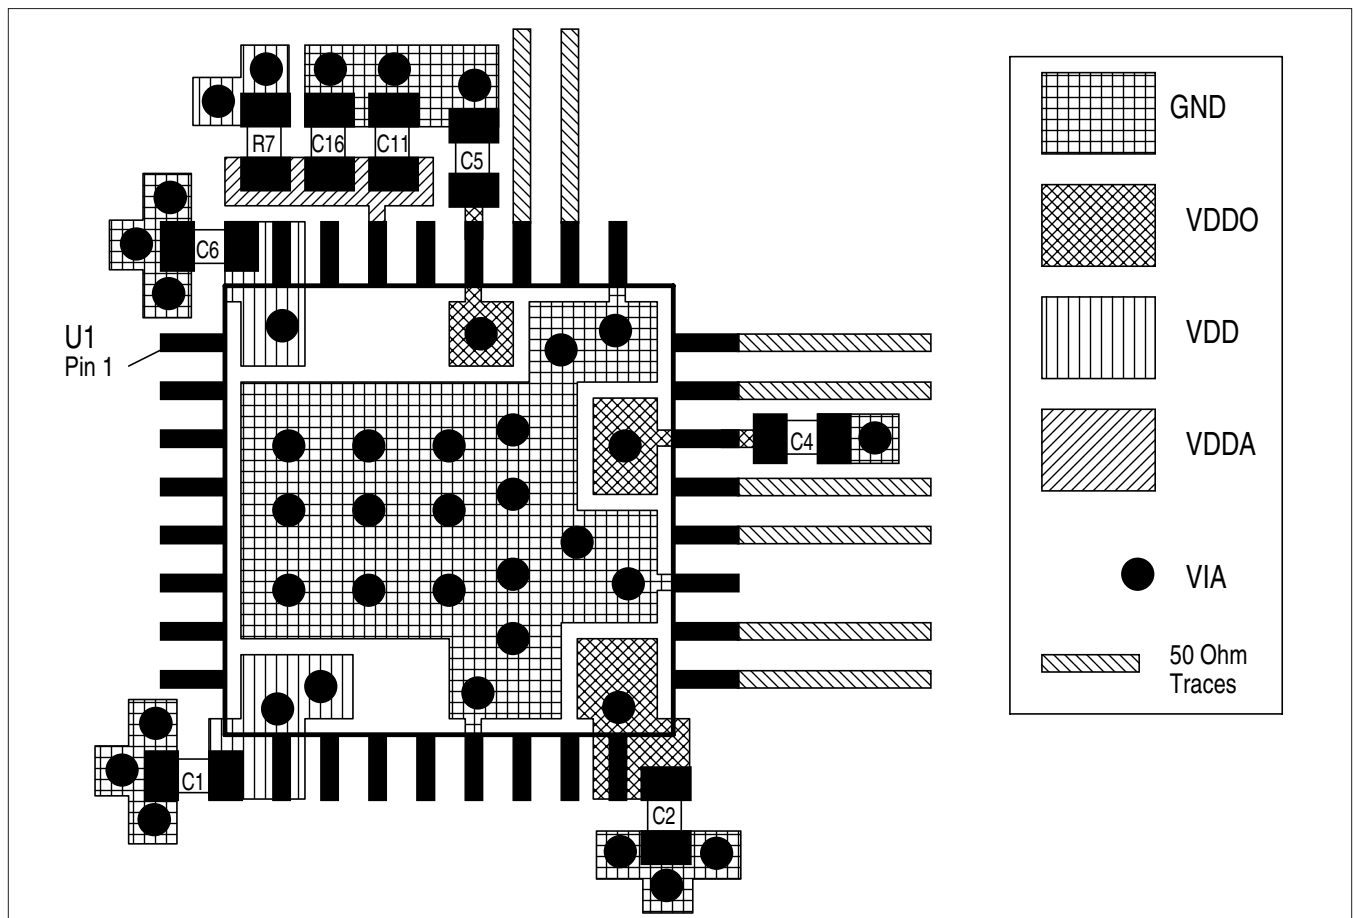 R7
C16
C11
C5
C6
U1
Pin 1
C4
C1
C2
GND
VDDO
VDD
VDDA
VIA
50 Ohm
Traces